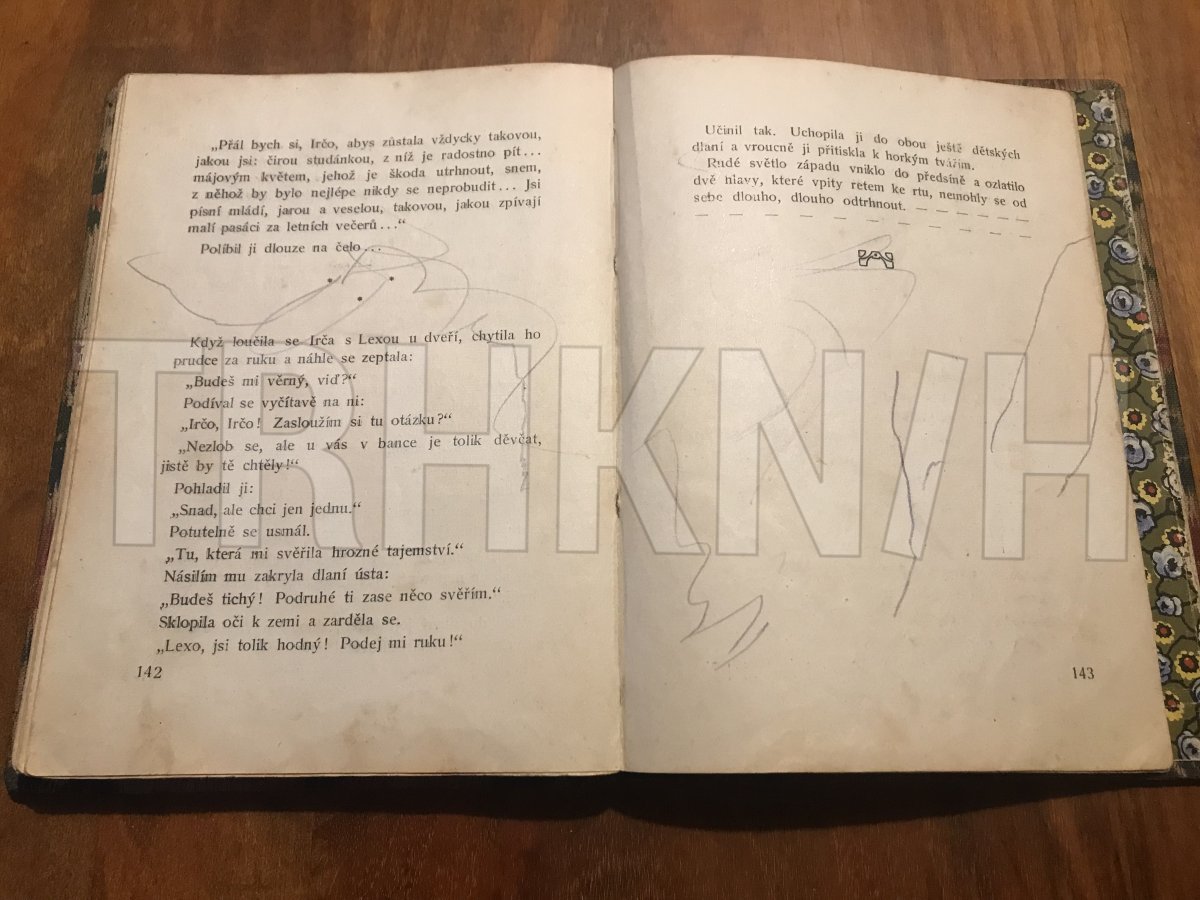 „Přál bych si, Irčo, abys zůstala vždycky takovou,
jakou jsi: čirou studánkou, z níž je radostno pít...
májovým květem, jehož je škoda utrhnout, snem,
z něhož by bylo nejlépe nikdy se neprobudit... Jsi
písní mládí, jarou a veselou, takovou, jakou zpívají
malí pasáci za letních večerů...“
Políbil ji dlouze na čelo...
Když loučila se Irča s Lexou u dveří, chytila ho
prudce za ruku a náhle se zeptala:
„Budeš mi věrný, viď?“
Podíval se vyčítavě na ni:
„Irčo, Irčo! Zasloužím si tu otázku?“
„Nezlob se, ale u vás v bance je tolik děvčat,
jistě by tě chtěly!“
Pohladil ji:
„Snad, ale chci jen jednu.“
Potutelně se usmál.
„Tu, která mi svěřila hrozné tajemství.“
Násilím mu zakryla dlaní ústa:
„Budeš tichý! Podruhé ti zase něco svěřím.“
Sklopila oči k zemi a zarděla se.
„Lexo, jsi tolik hodný! Podej mi ruku!“
142
Učinil tak. Uchopila ji do obou ještě dětských
dlaní a vroucně ji přitiskla k horkým tvářím.
Rudé světlo západu vniklo do předsíně a ozlatilo
dvě hlavy, které vpity retem ke rtu, nemohly se od
sebe dlouho, dlouho odtrhnout.
143
TRHKNIH